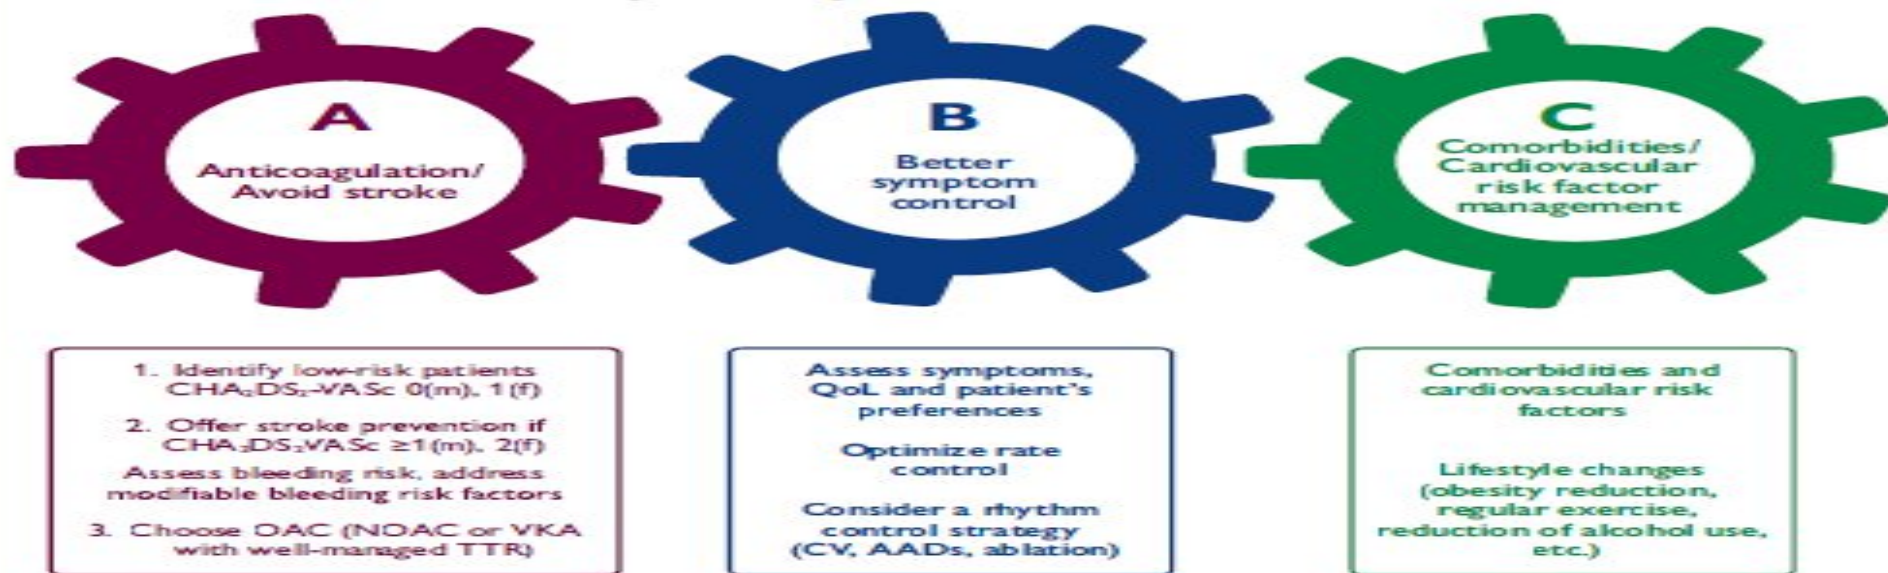 A
Anticoagulation/
Avoid stroke
B
Better
symptom
control
C
Comorbidities/
Cardiovascular
risk factor
management
1. Identify low-risk patients
CHA₂DS₂-VASc 0(m), 1(f)
2. Offer stroke prevention if
CHA₂DS₂VASc ≥1(m), 2(f)
Assess bleeding risk, address
modifiable bleeding risk factors
3. Choose OAC (NOAC or VKA
with well-managed TTR)
Assess symptoms,
QoL and patient's
preferences
Optimize rate
control
Consider a rhythm
control strategy
(CV, AADs, ablation)
Comorbidities and
cardiovascular risk
factors
Lifestyle changes
(obesity reduction,
regular exercise,
reduction of alcohol use,
etc.)